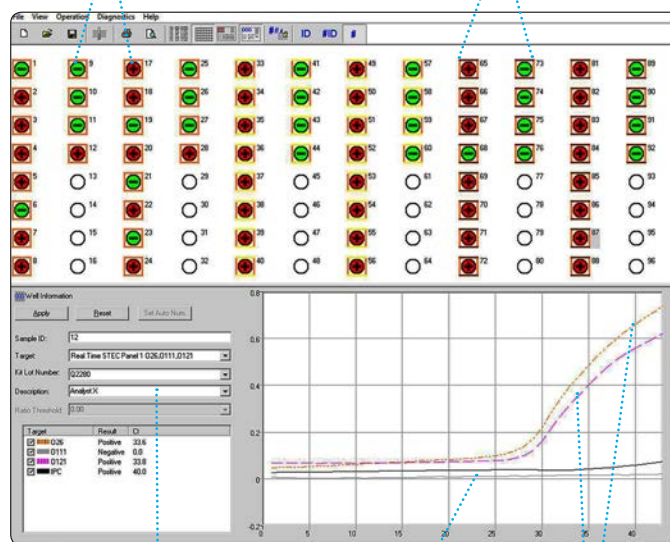 File View Operation Diagnostics Help
ID #ID #
1 9 17 25 33 41 49 57 65 73 81 89
2 10 18 26 34 42 50 58 66 74 82 90
3 11 19 27 35 43 51 59 67 75 83 91
4 12 20 28 36 44 52 60 68 76 84 92
5 13 21 29 37 45 53 61 69 77 85 93
6 14 22 30 38 46 54 62 70 78 86 94
7 15 23 31 39 47 55 63 71 79 87 95
8 16 24 32 40 48 56 64 72 80 88 96
Well Information
Apply Reset Set Auto Num.
Sample ID: 12
Target: Real Time STEC Panel 1 O26,O111,O121
Kit Lot Number: Q2280
Description: Analyst X
Ratio Threshold 0.00
Target Result Ct
O26 Positive 33.6
O111 Negative 0.0
O121 Positive 33.8
IPC Positive 40.0
0.8
0.6
0.4
0.2
0
-0.2
0 5 10 15 20 25 30 35 40